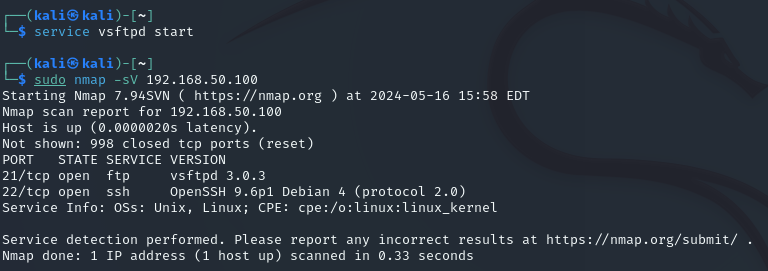 ┌──(kali㉿kali)-[~]
└─$ service vsftpd start
┌──(kali㉿kali)-[~]
└─$ sudo nmap -sV 192.168.50.100
Starting Nmap 7.94SVN ( https://nmap.org ) at 2024-05-16 15:58 EDT
Nmap scan report for 192.168.50.100
Host is up (0.0000020s latency).
Not shown: 998 closed tcp ports (reset)
PORT   STATE SERVICE VERSION
21/tcp open  ftp     vsftpd 3.0.3
22/tcp open  ssh     OpenSSH 9.6p1 Debian 4 (protocol 2.0)
Service Info: OSs: Unix, Linux; CPE: cpe:/o:linux:linux_kernel
Service detection performed. Please report any incorrect results at https://nmap.org/submit/ .
Nmap done: 1 IP address (1 host up) scanned in 0.33 seconds